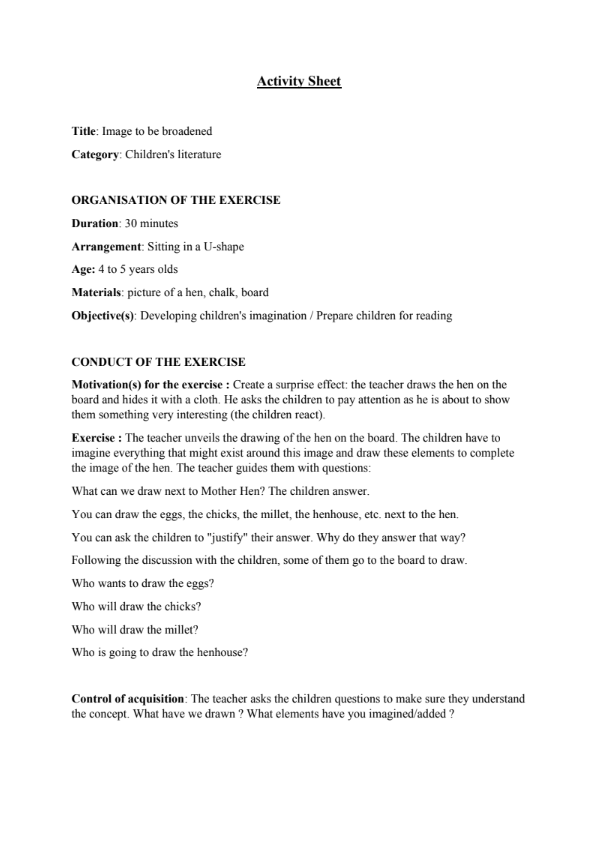 Activity Sheet
Title: Image to be broadened
Category: Children's literature
ORGANISATION OF THE EXERCISE
Duration: 30 minutes
Arrangement: Sitting in a U-shape
Age: 4 to 5 years olds
Materials: picture of a hen, chalk, board
Objective(s): Developing children's imagination / Prepare children for reading
CONDUCT OF THE EXERCISE
Motivation(s) for the exercise : Create a surprise effect: the teacher draws the hen on the
board and hides it with a cloth. He asks the children to pay attention as he is about to show
them something very interesting (the children react).
Exercise : The teacher unveils the drawing of the hen on the board. The children have to
imagine everything that might exist around this image and draw these elements to complete
the image of the hen. The teacher guides them with questions:
What can we draw next to Mother Hen? The children answer.
You can draw the eggs, the chicks, the millet, the henhouse, etc. next to the hen.
You can ask the children to "justify" their answer. Why do they answer that way?
Following the discussion with the children, some of them go to the board to draw.
Who wants to draw the eggs?
Who will draw the chicks?
Who will draw the millet?
Who is going to draw the henhouse?
Control of acquisition: The teacher asks the children questions to make sure they understand
the concept. What have we drawn ? What elements have you imagined/added ?